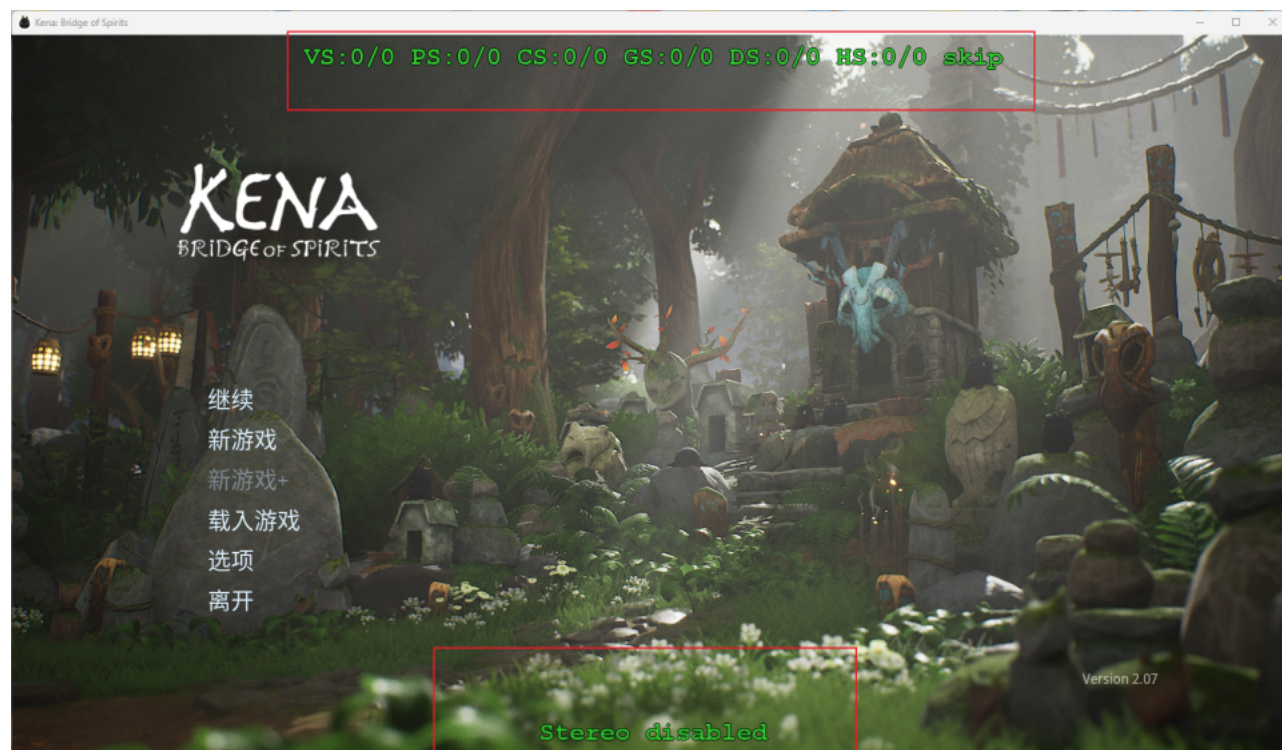 Kena: Bridge of Spirits
VS:0/0 PS:0/0 CS:0/0 GS:0/0 DS:0/0 HS:0/0 skip
KENA
BRIDGE OF SPIRITS
继续
新游戏
新游戏+
载入游戏
选项
离开
Version 2.07
Stereo disabled